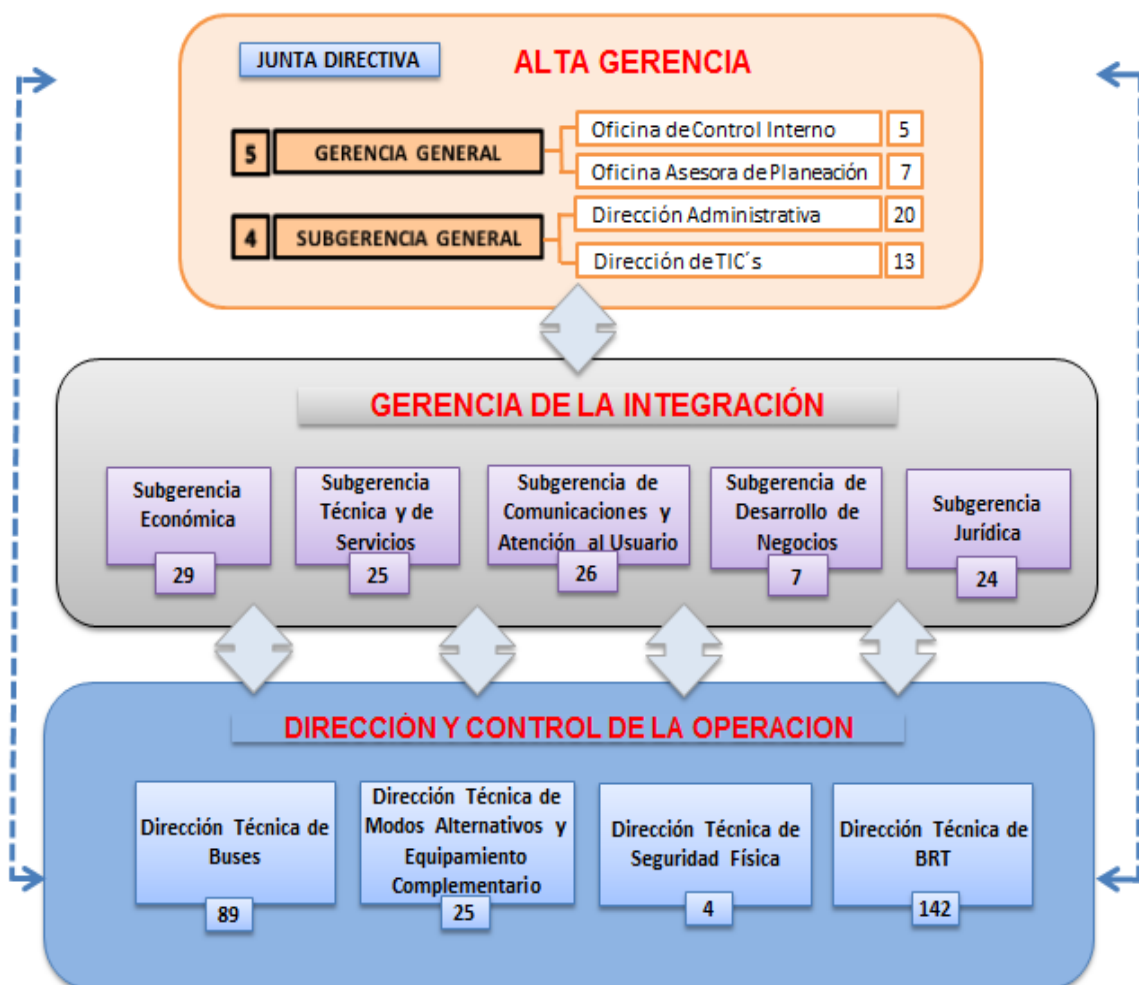 JUNTA DIRECTIVA
ALTA GERENCIA
5
GERENCIA GENERAL
Oficina de Control Interno
5
Oficina Asesora de Planeación
7
4
SUBGERENCIA GENERAL
Dirección Administrativa
20
Dirección de TIC´s
13
GERENCIA DE LA INTEGRACIÓN
Subgerencia
Económica
29
Subgerencia
Técnica y de
Servicios
25
Subgerencia de
Comunicaciones y
Atención al Usuario
26
Subgerencia de
Desarrollo de
Negocios
7
Subgerencia
Jurídica
24
DIRECCIÓN Y CONTROL DE LA OPERACION
Dirección Técnica de
Buses
89
Dirección Técnica de
Modos Alternativos y
Equipamiento
Complementario
25
Dirección Técnica de
Seguridad Física
4
Dirección Técnica de
BRT
142